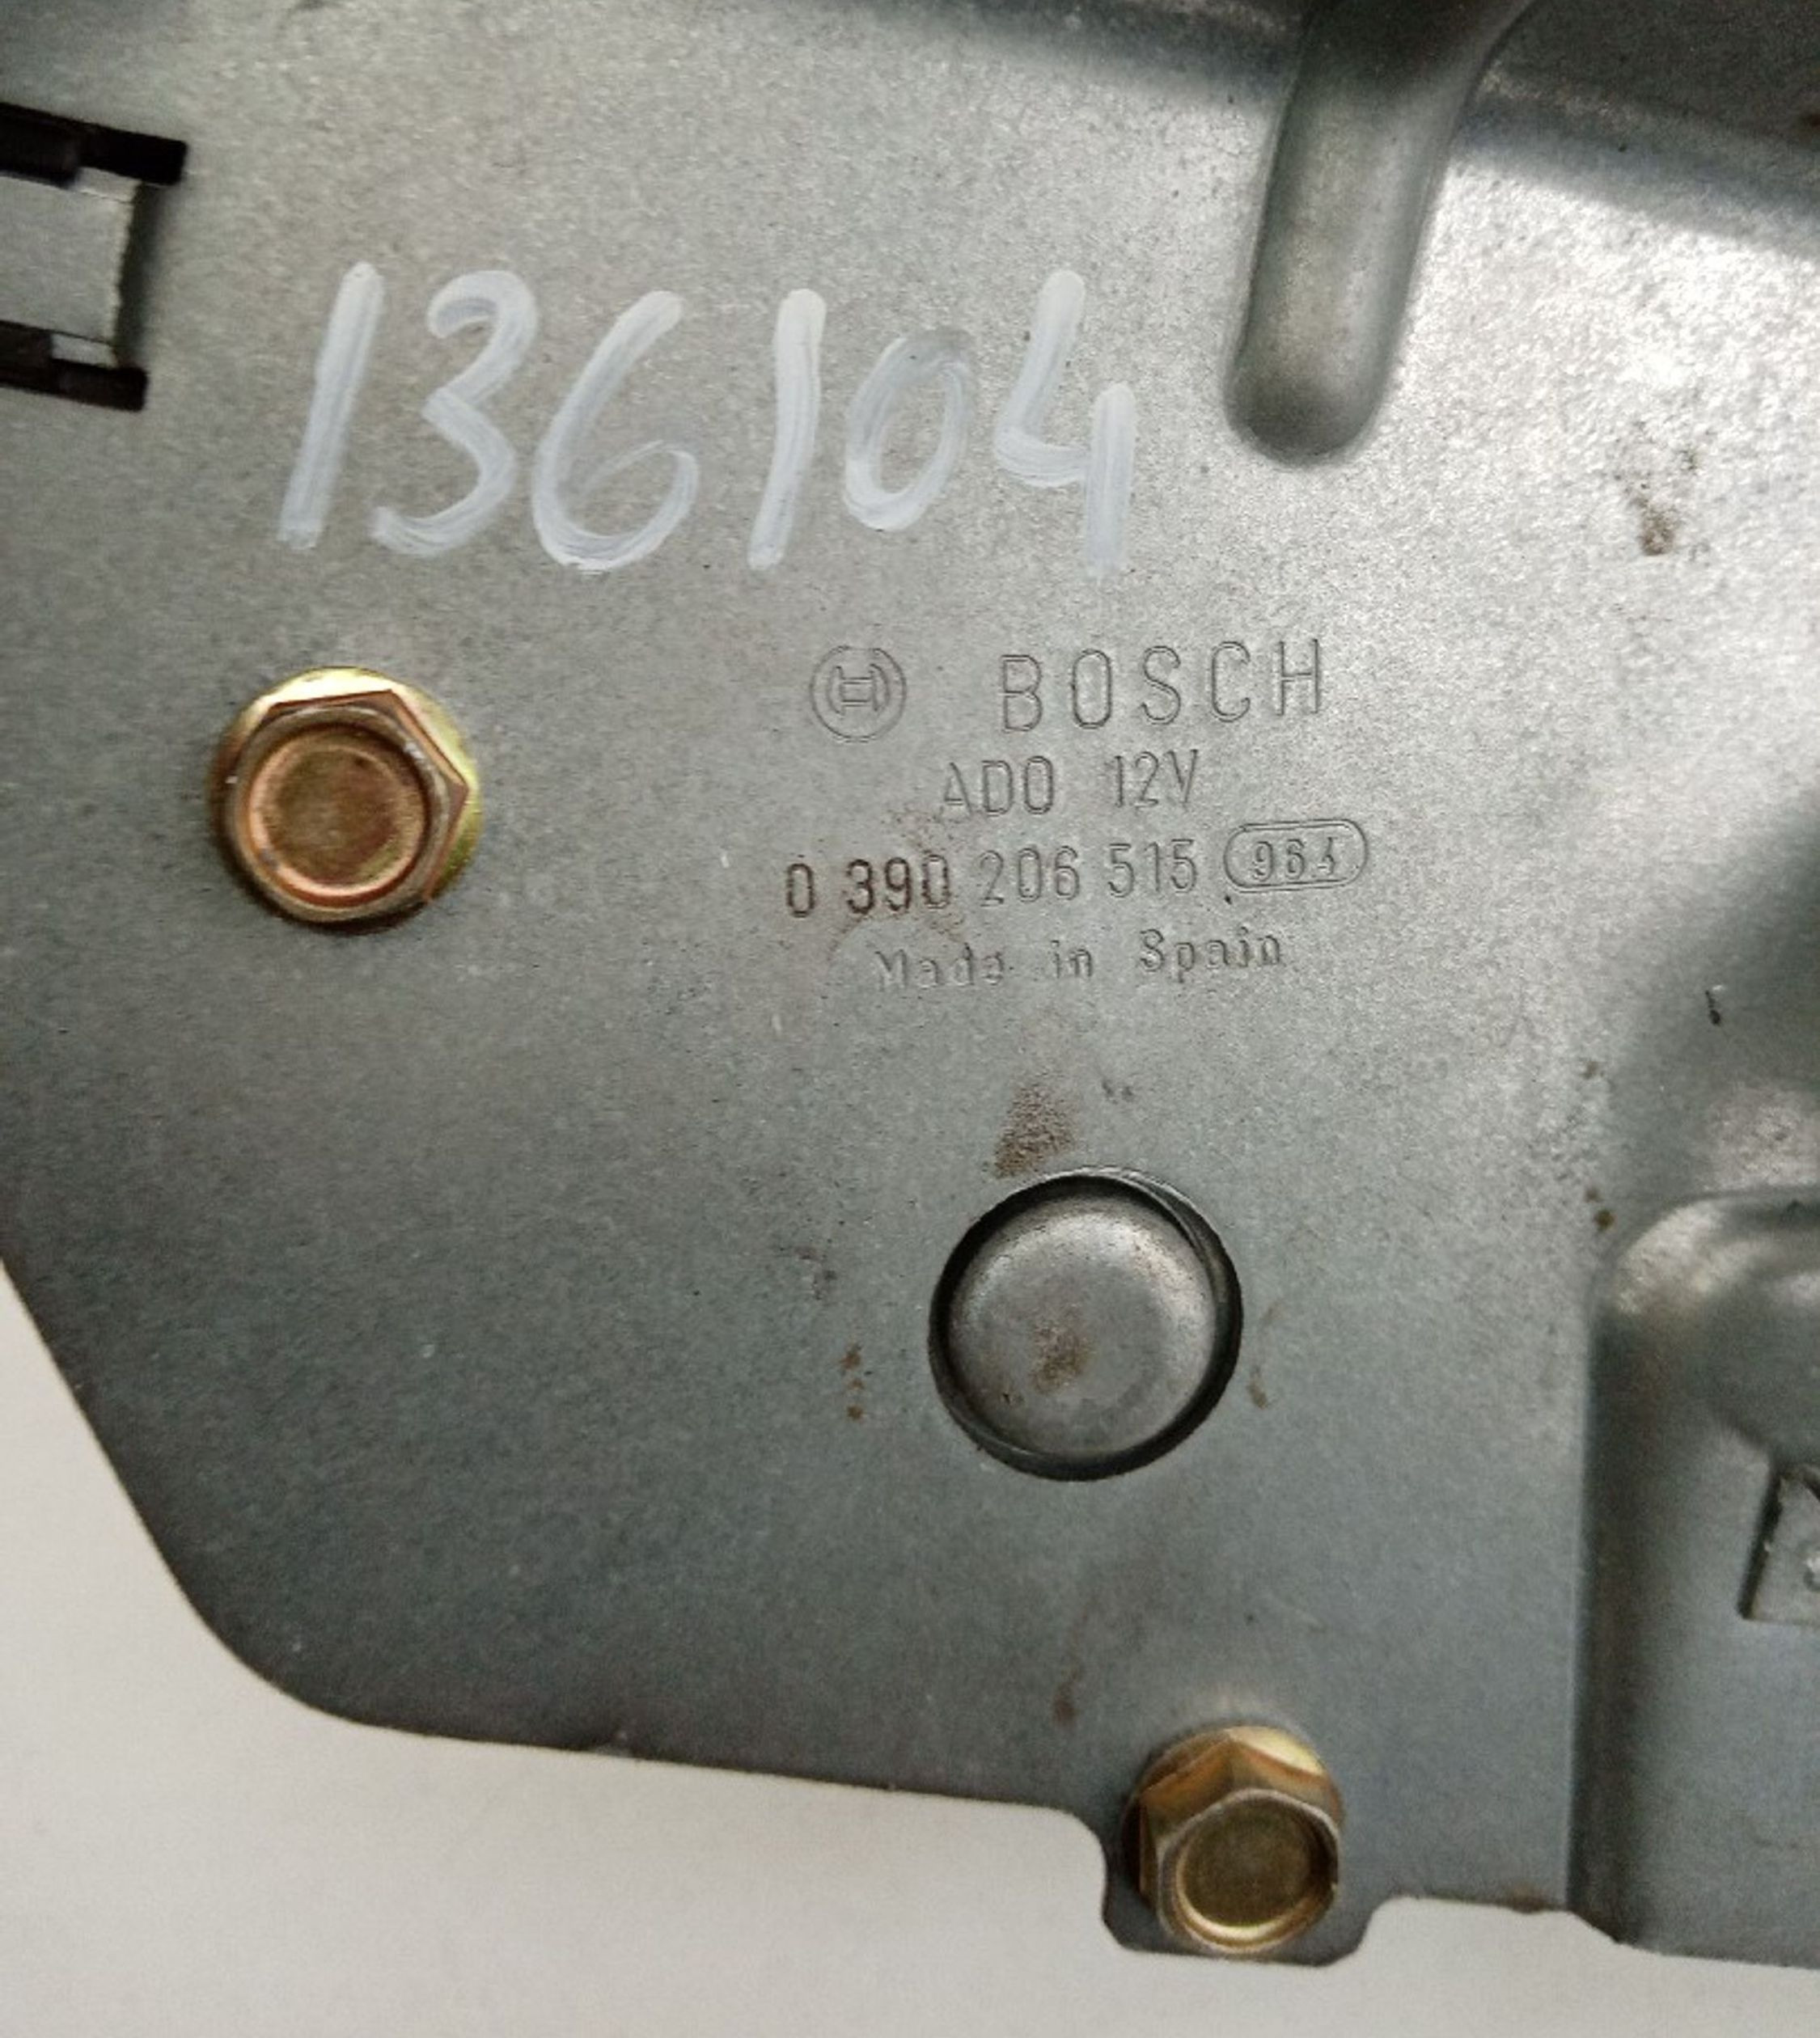 136104
BOSCH
ADO 12V
0 390 206 515 964
Made in Spain